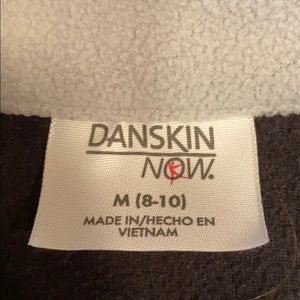 DANSKIN
NOW.
M (8-10)
MADE IN/HECHO EN
VIETNAM